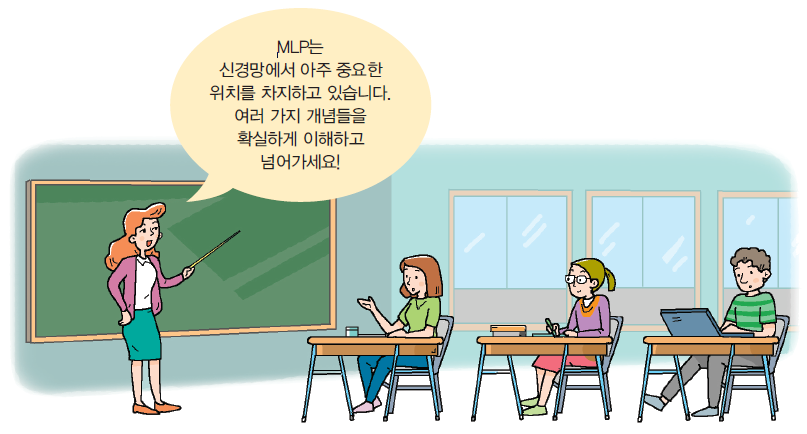 MLP는
신경망에서 아주 중요한
위치를 차지하고 있습니다.
여러 가지 개념들을
확실하게 이해하고
넘어가세요!